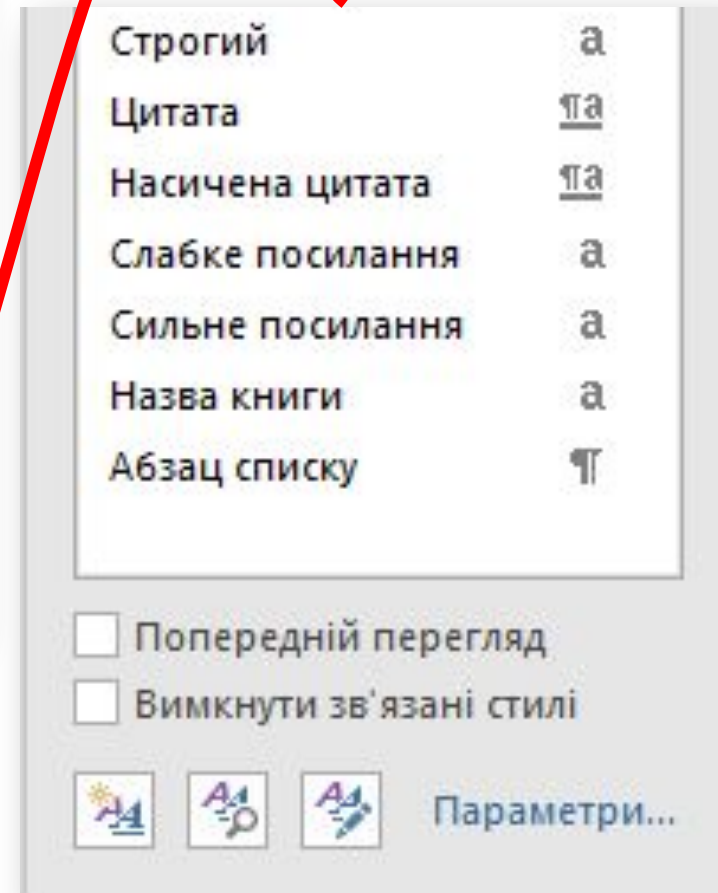 Строгий a
Цитата ¶a
Насичена цитата ¶a
Слабке посилання a
Сильне посилання a
Назва книги a
Абзац списку ¶
Попередній перегляд
Вимкнути зв'язані стилі
Параметри...